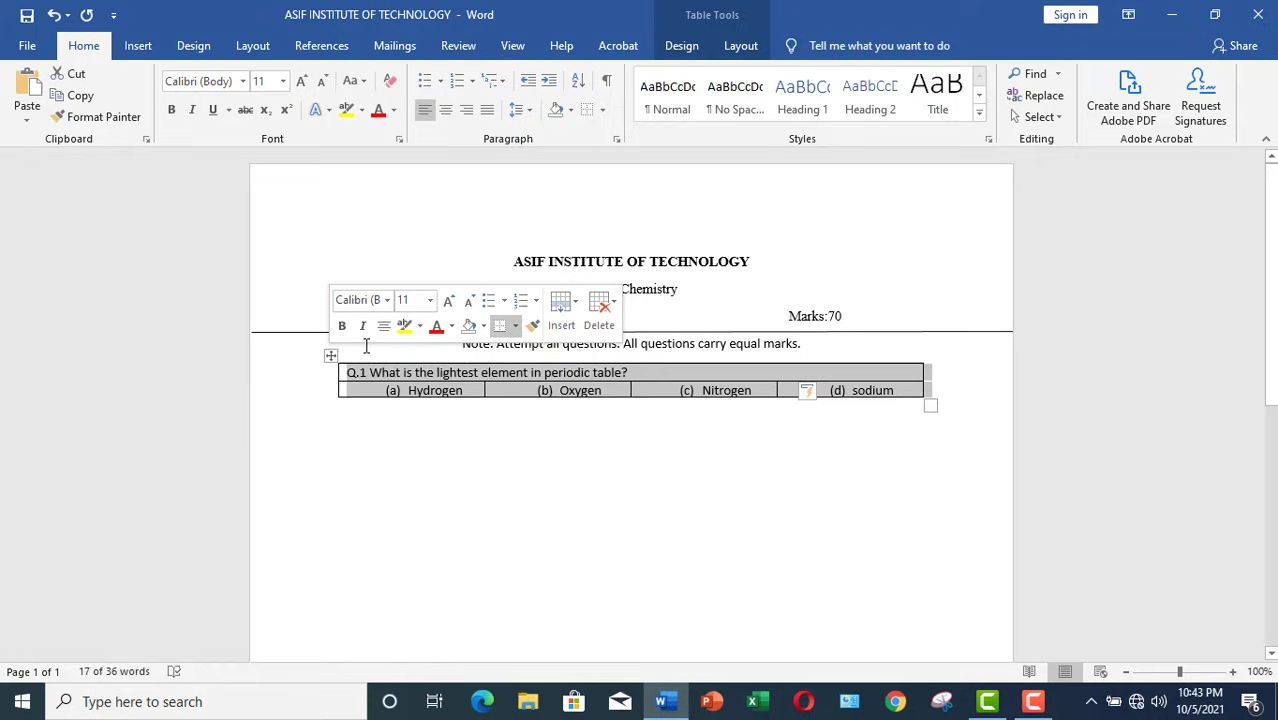 ASIF INSTITUTE OF TECHNOLOGY - Word
Table Tools
Sign in
File Home Insert Design Layout References Mailings Review View Help Acrobat Design Layout Tell me what you want to do Share
Paste
Cut
Copy
Format Painter
Clipboard
Calibri (Body) 11
Font
Paragraph
AaBbCcDc AaBbCcDc AaBbCc AaBbCcD AaB
¶ Normal ¶ No Spac... Heading 1 Heading 2 Title
Styles
Find
Replace
Select
Editing
Create and Share Adobe PDF
Request Signatures
Adobe Acrobat
ASIF INSTITUTE OF TECHNOLOGY
Chemistry
Marks:70
Calibri (B 11
Insert Delete
Note: Attempt all questions. All questions carry equal marks.
Q.1 What is the lightest element in periodic table?
(a) Hydrogen (b) Oxygen (c) Nitrogen (d) sodium
Page 1 of 1 17 of 36 words 100%
Type here to search
10:43 PM
10/5/2021
6